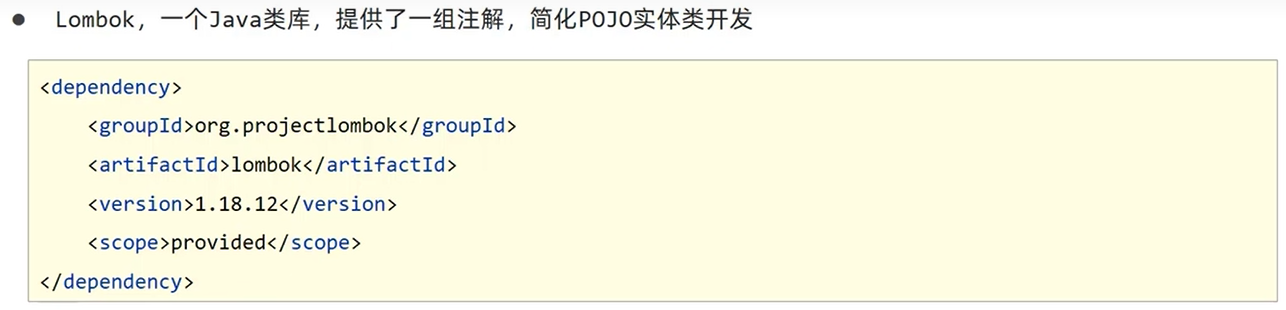 ● Lombok，一个Java类库，提供了一组注解，简化POJO实体类开发
<dependency>
    <groupId>org.projectlombok</groupId>
    <artifactId>lombok</artifactId>
    <version>1.18.12</version>
    <scope>provided</scope>
</dependency>